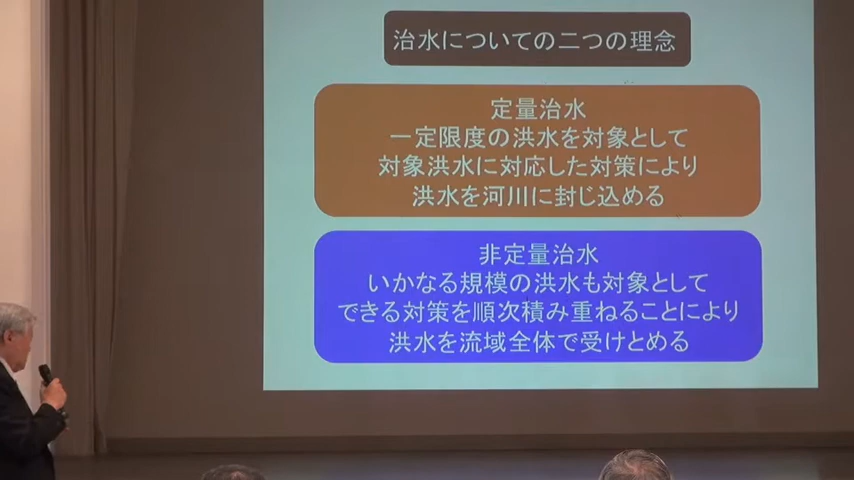 治水についての二つの理念
定量治水
一定限度の洪水を対象として
対象洪水に対応した対策により
洪水を河川に封じ込める
非定量治水
いかなる規模の洪水も対象として
できる対策を順次積み重ねることにより
洪水を流域全体で受けとめる